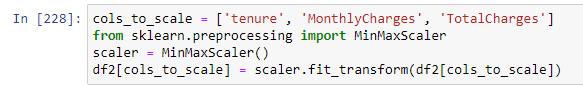 In [228]: cols_to_scale = ['tenure', 'MonthlyCharges', 'TotalCharges']
from sklearn.preprocessing import MinMaxScaler
scaler = MinMaxScaler()
df2[cols_to_scale] = scaler.fit_transform(df2[cols_to_scale])